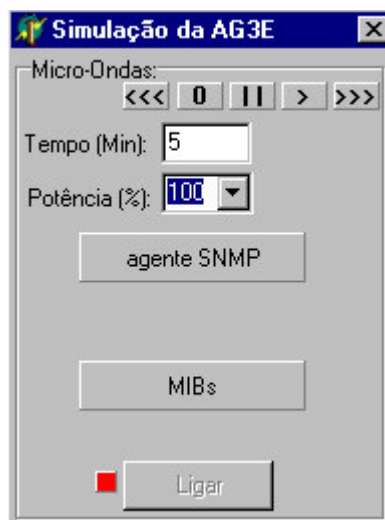 Simulação da AG3E
Micro-Ondas:
<<< 0 || > >>>
Tempo (Min): 5
Potência (%): 100
agente SNMP
MIBs
Ligar